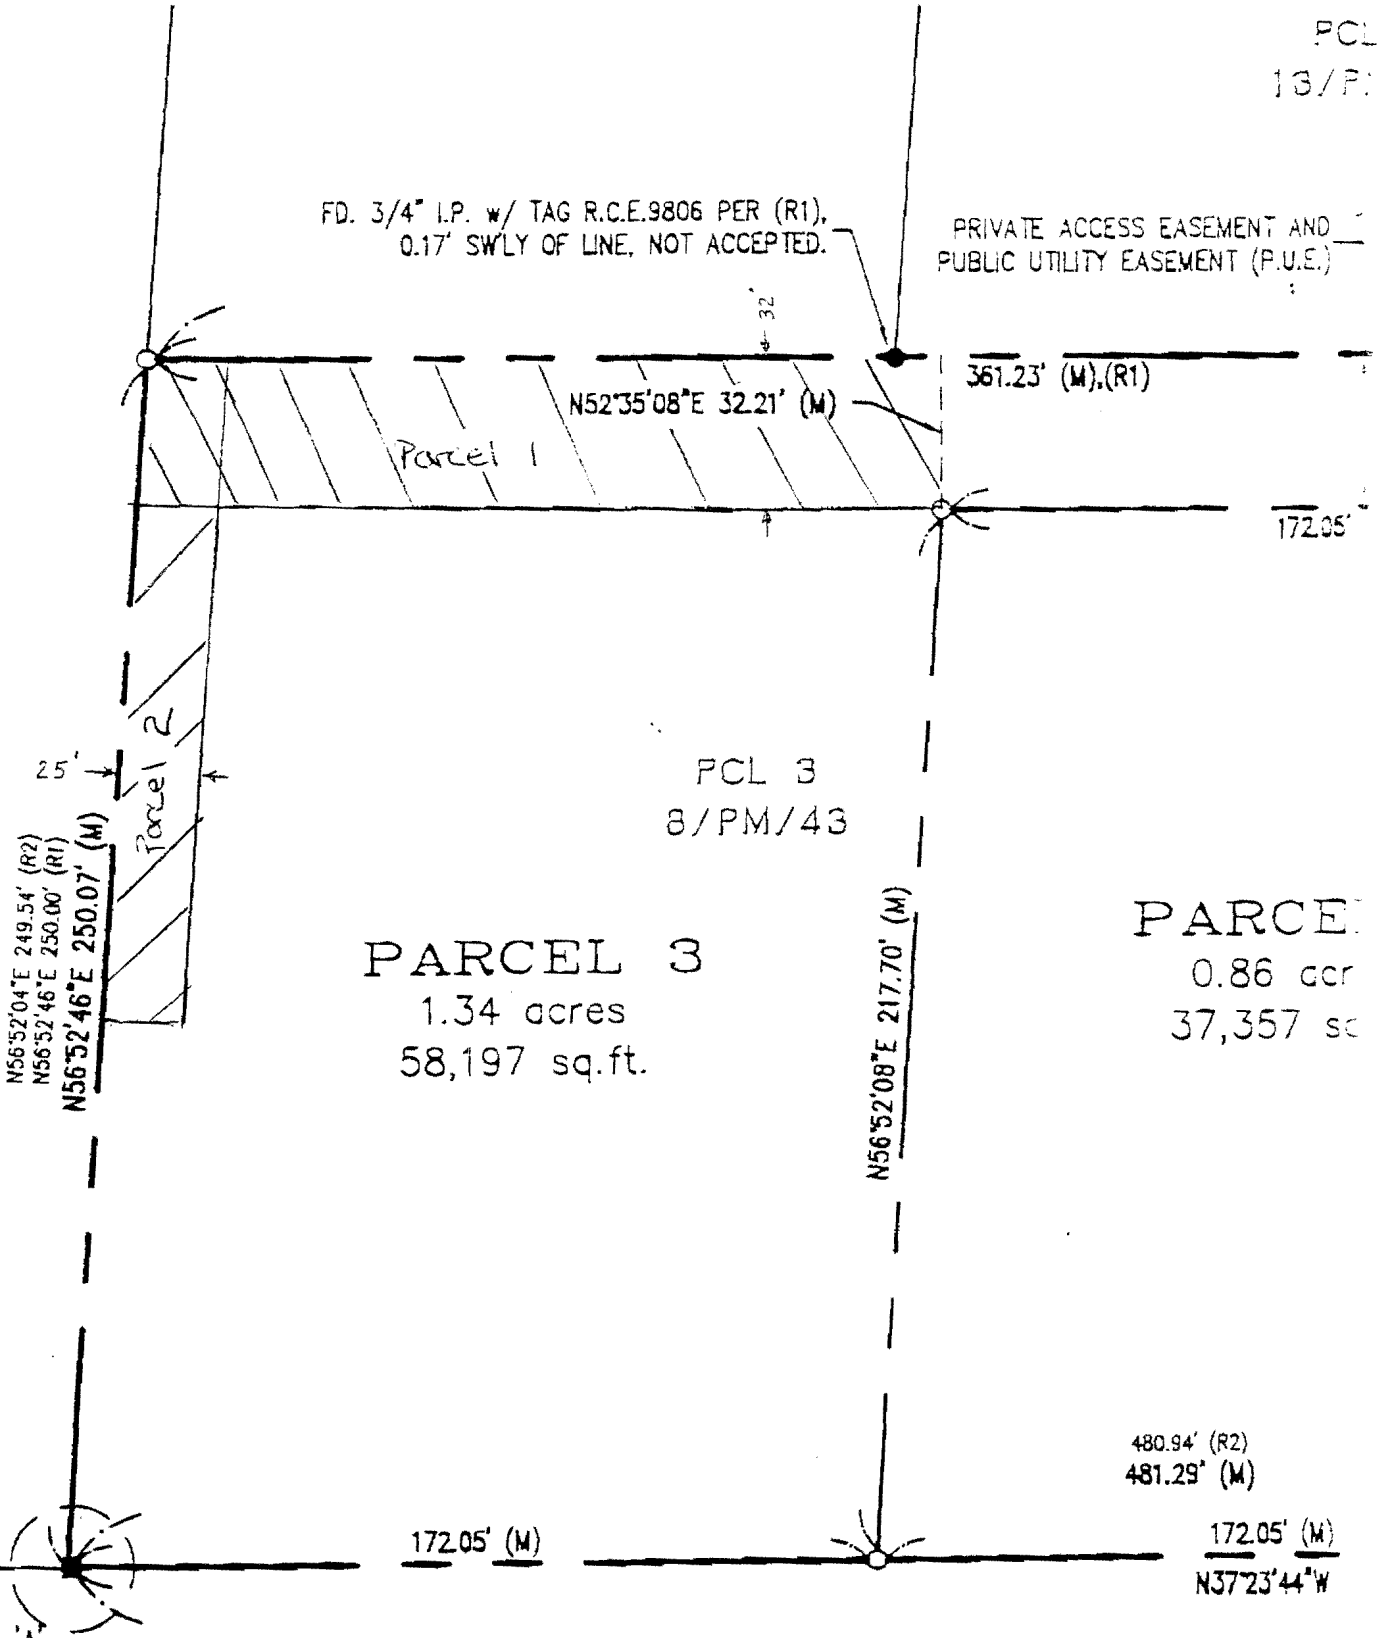 PCL
13/P
FD. 3/4" I.P. w/ TAG R.C.E.9806 PER (R1),
0.17' SW'LY OF LINE, NOT ACCEPTED.
PRIVATE ACCESS EASEMENT AND
PUBLIC UTILITY EASEMENT (P.U.E.)
32'
361.23' (M),(R1)
N52°35'08"E 32.21' (M)
Parcel 1
172.05'
Parcel 2
25'
PCL 3
8/PM/43
N56°52'04"E 249.54' (R2)
N56°52'46"E 250.00' (R1)
N56°52'46"E 250.07' (M)
PARCEL 3
1.34 acres
58,197 sq.ft.
N56°52'08"E 217.70' (M)
PARCE
0.86 acr
37,357 s
480.94' (R2)
481.29' (M)
172.05' (M)
172.05' (M)
N37°23'44"W